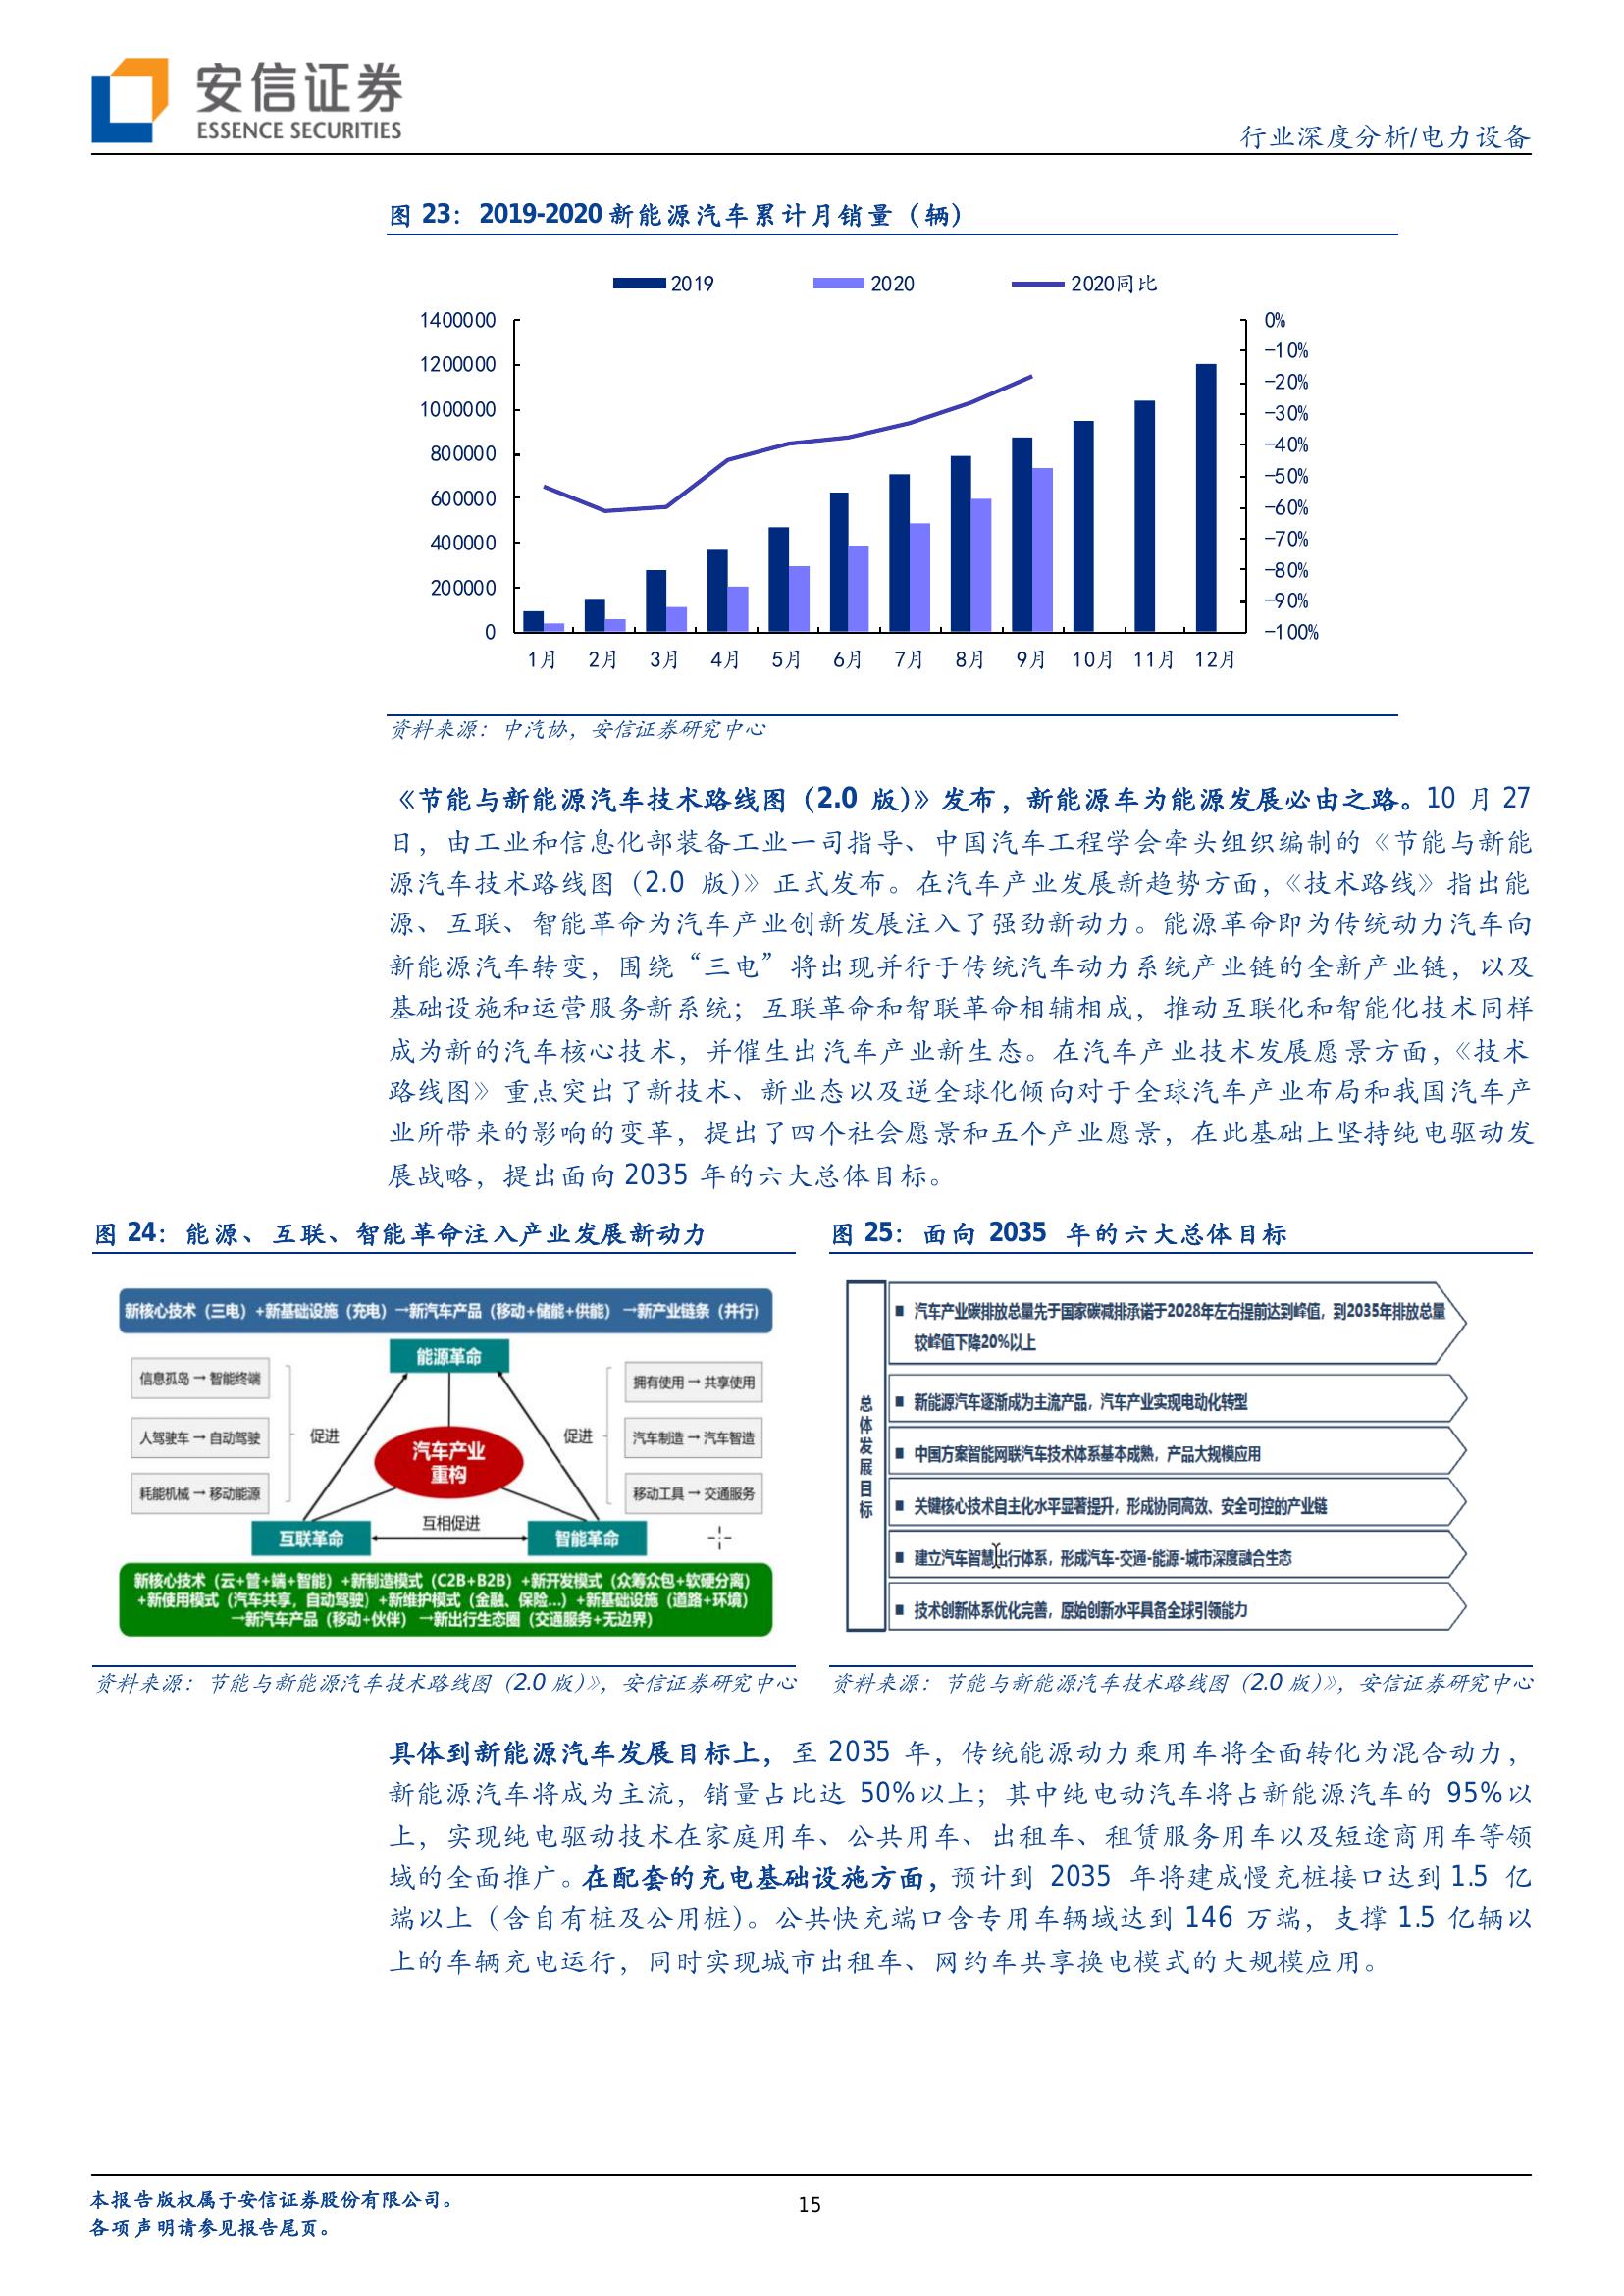 安信证券
ESSENCE SECURITIES
行业深度分析/电力设备
图 23：2019-2020 新能源汽车累计月销量（辆）
2019 2020 2020同比
1400000 0%
1200000 -10%
1000000 -20%
800000 -30%
600000 -40%
400000 -50%
200000 -60%
0 -70%
-80%
-90%
-100%
1月 2月 3月 4月 5月 6月 7月 8月 9月 10月 11月 12月
资料来源：中汽协，安信证券研究中心
《节能与新能源汽车技术路线图（2.0 版）》发布，新能源车为能源发展必由之路。10 月 27
日，由工业和信息化部装备工业一司指导、中国汽车工程学会牵头组织编制的《节能与新能
源汽车技术路线图（2.0 版）》正式发布。在汽车产业发展新趋势方面，《技术路线》指出能
源、互联、智能革命为汽车产业创新发展注入了强劲新动力。能源革命即为传统动力汽车向
新能源汽车转变，围绕“三电”将出现并行于传统汽车动力系统产业链的全新产业链，以及
基础设施和运营服务新系统；互联革命和智联革命相辅相成，推动互联化和智能化技术同样
成为新的汽车核心技术，并催生出汽车产业新生态。在汽车产业技术发展愿景方面，《技术
路线图》重点突出了新技术、新业态以及逆全球化倾向对于全球汽车产业布局和我国汽车产
业所带来的影响的变革，提出了四个社会愿景和五个产业愿景，在此基础上坚持纯电驱动发
展战略，提出面向 2035 年的六大总体目标。
图 24：能源、互联、智能革命注入产业发展新动力
新核心技术（三电）+新基础设施（充电）→新汽车产品（移动+储能+供能） →新产业链条（并行）
能源革命
信息孤岛 → 智能终端
人驾驶车 → 自动驾驶
耗能机械 → 移动能源
促进
汽车产业
重构
促进
拥有使用 → 共享使用
汽车制造 → 汽车智造
移动工具 → 交通服务
互联革命
互相促进
智能革命
新核心技术（云+管+端+智能）+新制造模式（C2B+B2B）+新开发模式（众筹众包+软硬分离）
+新使用模式（汽车共享，自动驾驶）+新维护模式（金融、保险...）+新基础设施（道路+环境）
→新汽车产品（移动+伙伴） →新出行生态圈（交通服务+无边界）
资料来源：节能与新能源汽车技术路线图（2.0 版）》，安信证券研究中心
图 25：面向 2035 年的六大总体目标
总体发展目标
■ 汽车产业碳排放总量先于国家碳减排承诺于2028年左右提前达到峰值，到2035年排放总量
较峰值下降20%以上
■ 新能源汽车逐渐成为主流产品，汽车产业实现电动化转型
■ 中国方案智能网联汽车技术体系基本成熟，产品大规模应用
■ 关键核心技术自主化水平显著提升，形成协同高效、安全可控的产业链
■ 建立汽车智慧出行体系，形成汽车-交通-能源-城市深度融合生态
■ 技术创新体系优化完善，原始创新水平具备全球引领能力
资料来源：节能与新能源汽车技术路线图（2.0 版）》，安信证券研究中心
具体到新能源汽车发展目标上，至 2035 年，传统能源动力乘用车将全面转化为混合动力，
新能源汽车将成为主流，销量占比达 50%以上；其中纯电动汽车将占新能源汽车的 95%以
上，实现纯电驱动技术在家庭用车、公共用车、出租车、租赁服务用车以及短途商用车等领
域的全面推广。在配套的充电基础设施方面，预计到 2035 年将建成慢充桩接口达到 1.5 亿
端以上（含自有桩及公用桩）。公共快充端口含专用车辆域达到 146 万端，支撑 1.5 亿辆以
上的车辆充电运行，同时实现城市出租车、网约车共享换电模式的大规模应用。
本报告版权属于安信证券股份有限公司。
各项声明请参见报告尾页。
15